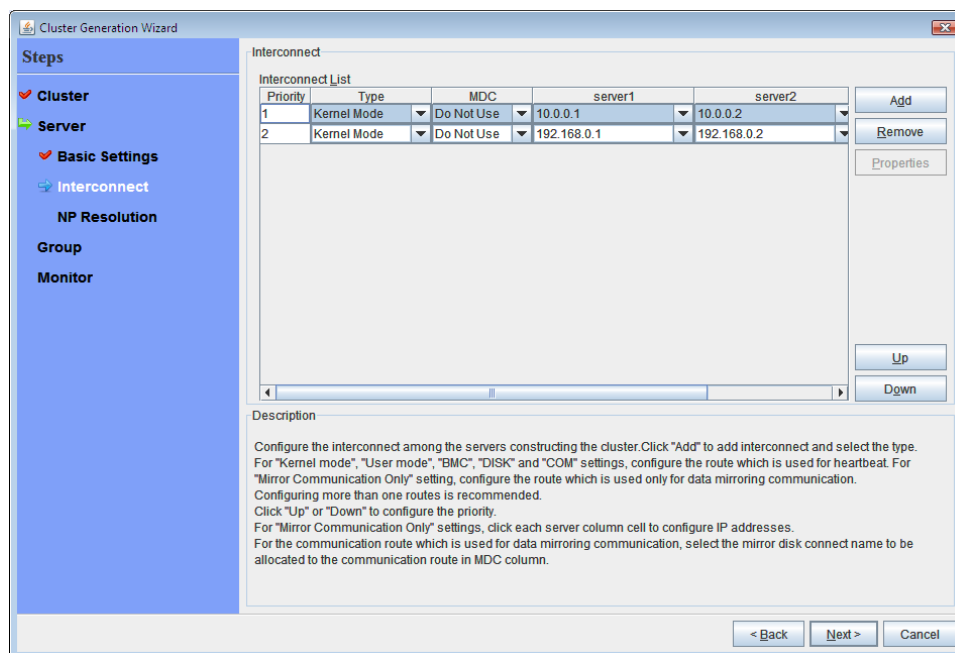 Cluster Generation Wizard
Steps
Cluster
Server
Basic Settings
Interconnect
NP Resolution
Group
Monitor
Interconnect
Interconnect List
Priority Type MDC server1 server2
1 Kernel Mode Do Not Use 10.0.0.1 10.0.0.2
2 Kernel Mode Do Not Use 192.168.0.1 192.168.0.2
Add
Remove
Properties
Up
Down
Description
Configure the interconnect among the servers constructing the cluster.Click "Add" to add interconnect and select the type.
For "Kernel mode", "User mode", "BMC", "DISK" and "COM" settings, configure the route which is used for heartbeat. For
"Mirror Communication Only" setting, configure the route which is used only for data mirroring communication.
Configuring more than one routes is recommended.
Click "Up" or "Down" to configure the priority.
For "Mirror Communication Only" settings, click each server column cell to configure IP addresses.
For the communication route which is used for data mirroring communication, select the mirror disk connect name to be
allocated to the communication route in MDC column.
< Back Next > Cancel